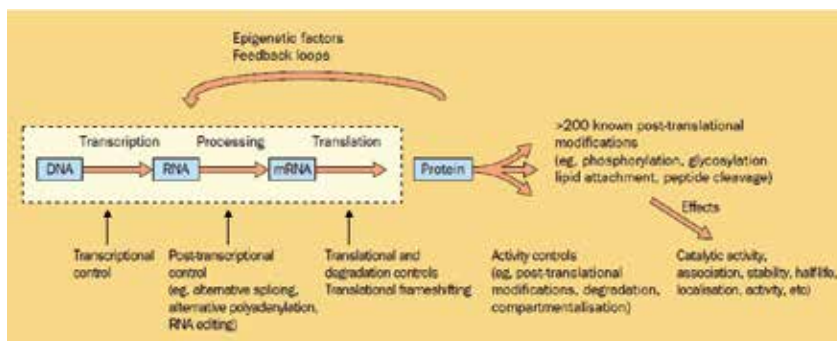 Epigenetic factors
Feedback loops
Transcription
Processing
Translation
DNA
RNA
mRNA
Protein
>200 known post-translational
modifications
(eg, phosphorylation, glycosylation
lipid attachment, peptide cleavage)
Effects
Transcriptional
control
Post-transcriptional
control
(eg. alternative splicing,
alternative polyadenylation,
RNA editing)
Translational and
degradation controls
Translational frameshifting
Activity controls
(eg, post-translational
modifications, degradation,
compartmentalisation)
Catalytic activity,
association, stability, half-life,
localisation, activity, etc)